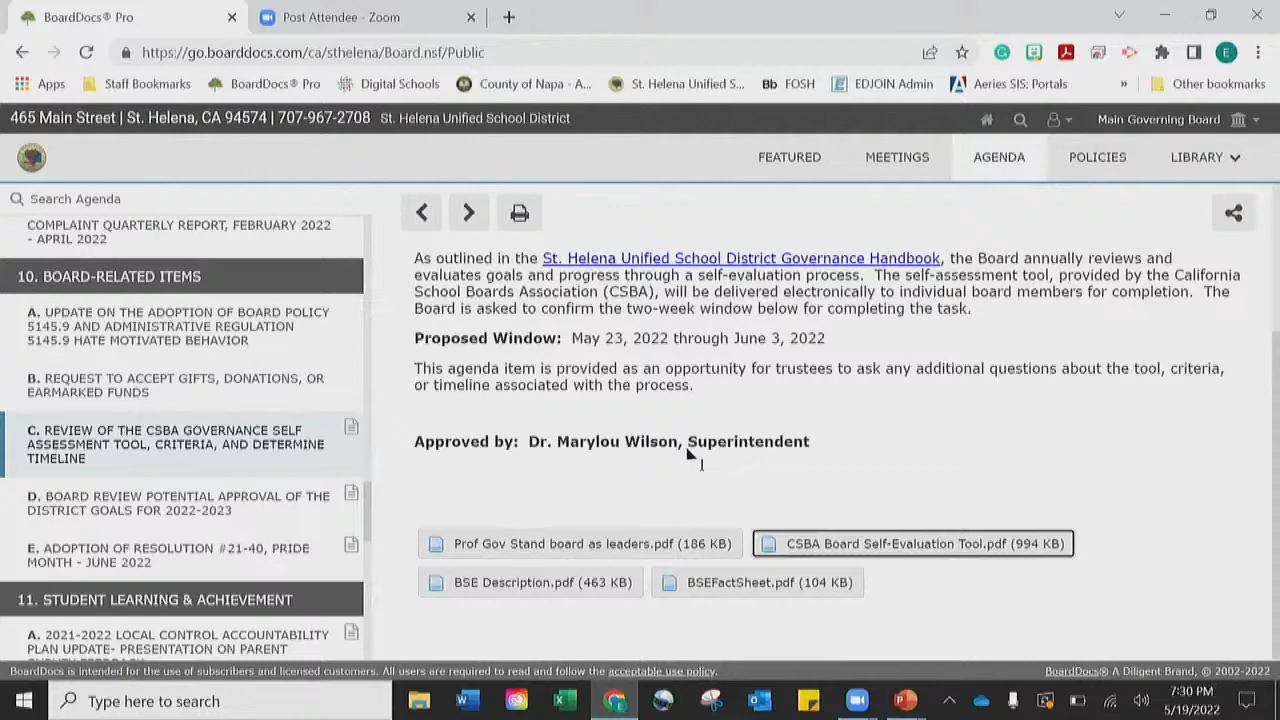 BoardDocs® Pro
Post Attendee - Zoom
https://go.boarddocs.com/ca/sthelena/Board.nsf/Public
E
Apps Staff Bookmarks BoardDocs® Pro Digital Schools County of Napa - A... St. Helena Unified S... Bb FOSH EDJOIN Admin Aeries SIS: Portals » Other bookmarks
465 Main Street | St. Helena, CA 94574 | 707-967-2708 St. Helena Unified School District
Main Governing Board
FEATURED MEETINGS AGENDA POLICIES LIBRARY
Search Agenda
COMPLAINT QUARTERLY REPORT, FEBRUARY 2022
- APRIL 2022
10. BOARD-RELATED ITEMS
A. UPDATE ON THE ADOPTION OF BOARD POLICY
5145.9 AND ADMINISTRATIVE REGULATION
5145.9 HATE MOTIVATED BEHAVIOR
B. REQUEST TO ACCEPT GIFTS, DONATIONS, OR
EARMARKED FUNDS
C. REVIEW OF THE CSBA GOVERNANCE SELF
ASSESSMENT TOOL, CRITERIA, AND DETERMINE
TIMELINE
D. BOARD REVIEW POTENTIAL APPROVAL OF THE
DISTRICT GOALS FOR 2022-2023
E. ADOPTION OF RESOLUTION #21-40, PRIDE
MONTH - JUNE 2022
11. STUDENT LEARNING & ACHIEVEMENT
A. 2021-2022 LOCAL CONTROL ACCOUNTABILITY
PLAN UPDATE- PRESENTATION ON PARENT
As outlined in the St. Helena Unified School District Governance Handbook, the Board annually reviews and
evaluates goals and progress through a self-evaluation process. The self-assessment tool, provided by the California
School Boards Association (CSBA), will be delivered electronically to individual board members for completion. The
Board is asked to confirm the two-week window below for completing the task.
Proposed Window: May 23, 2022 through June 3, 2022
This agenda item is provided as an opportunity for trustees to ask any additional questions about the tool, criteria,
or timeline associated with the process.
Approved by: Dr. Marylou Wilson, Superintendent
Prof Gov Stand board as leaders.pdf (186 KB) CSBA Board Self-Evaluation Tool.pdf (994 KB)
BSE Description.pdf (463 KB) BSEFactSheet.pdf (104 KB)
BoardDocs is intended for the use of subscribers and licensed customers. All users are required to read and follow the acceptable use policy.
BoardDocs® A Diligent Brand, © 2002-2022
Type here to search
7:30 PM
5/19/2022